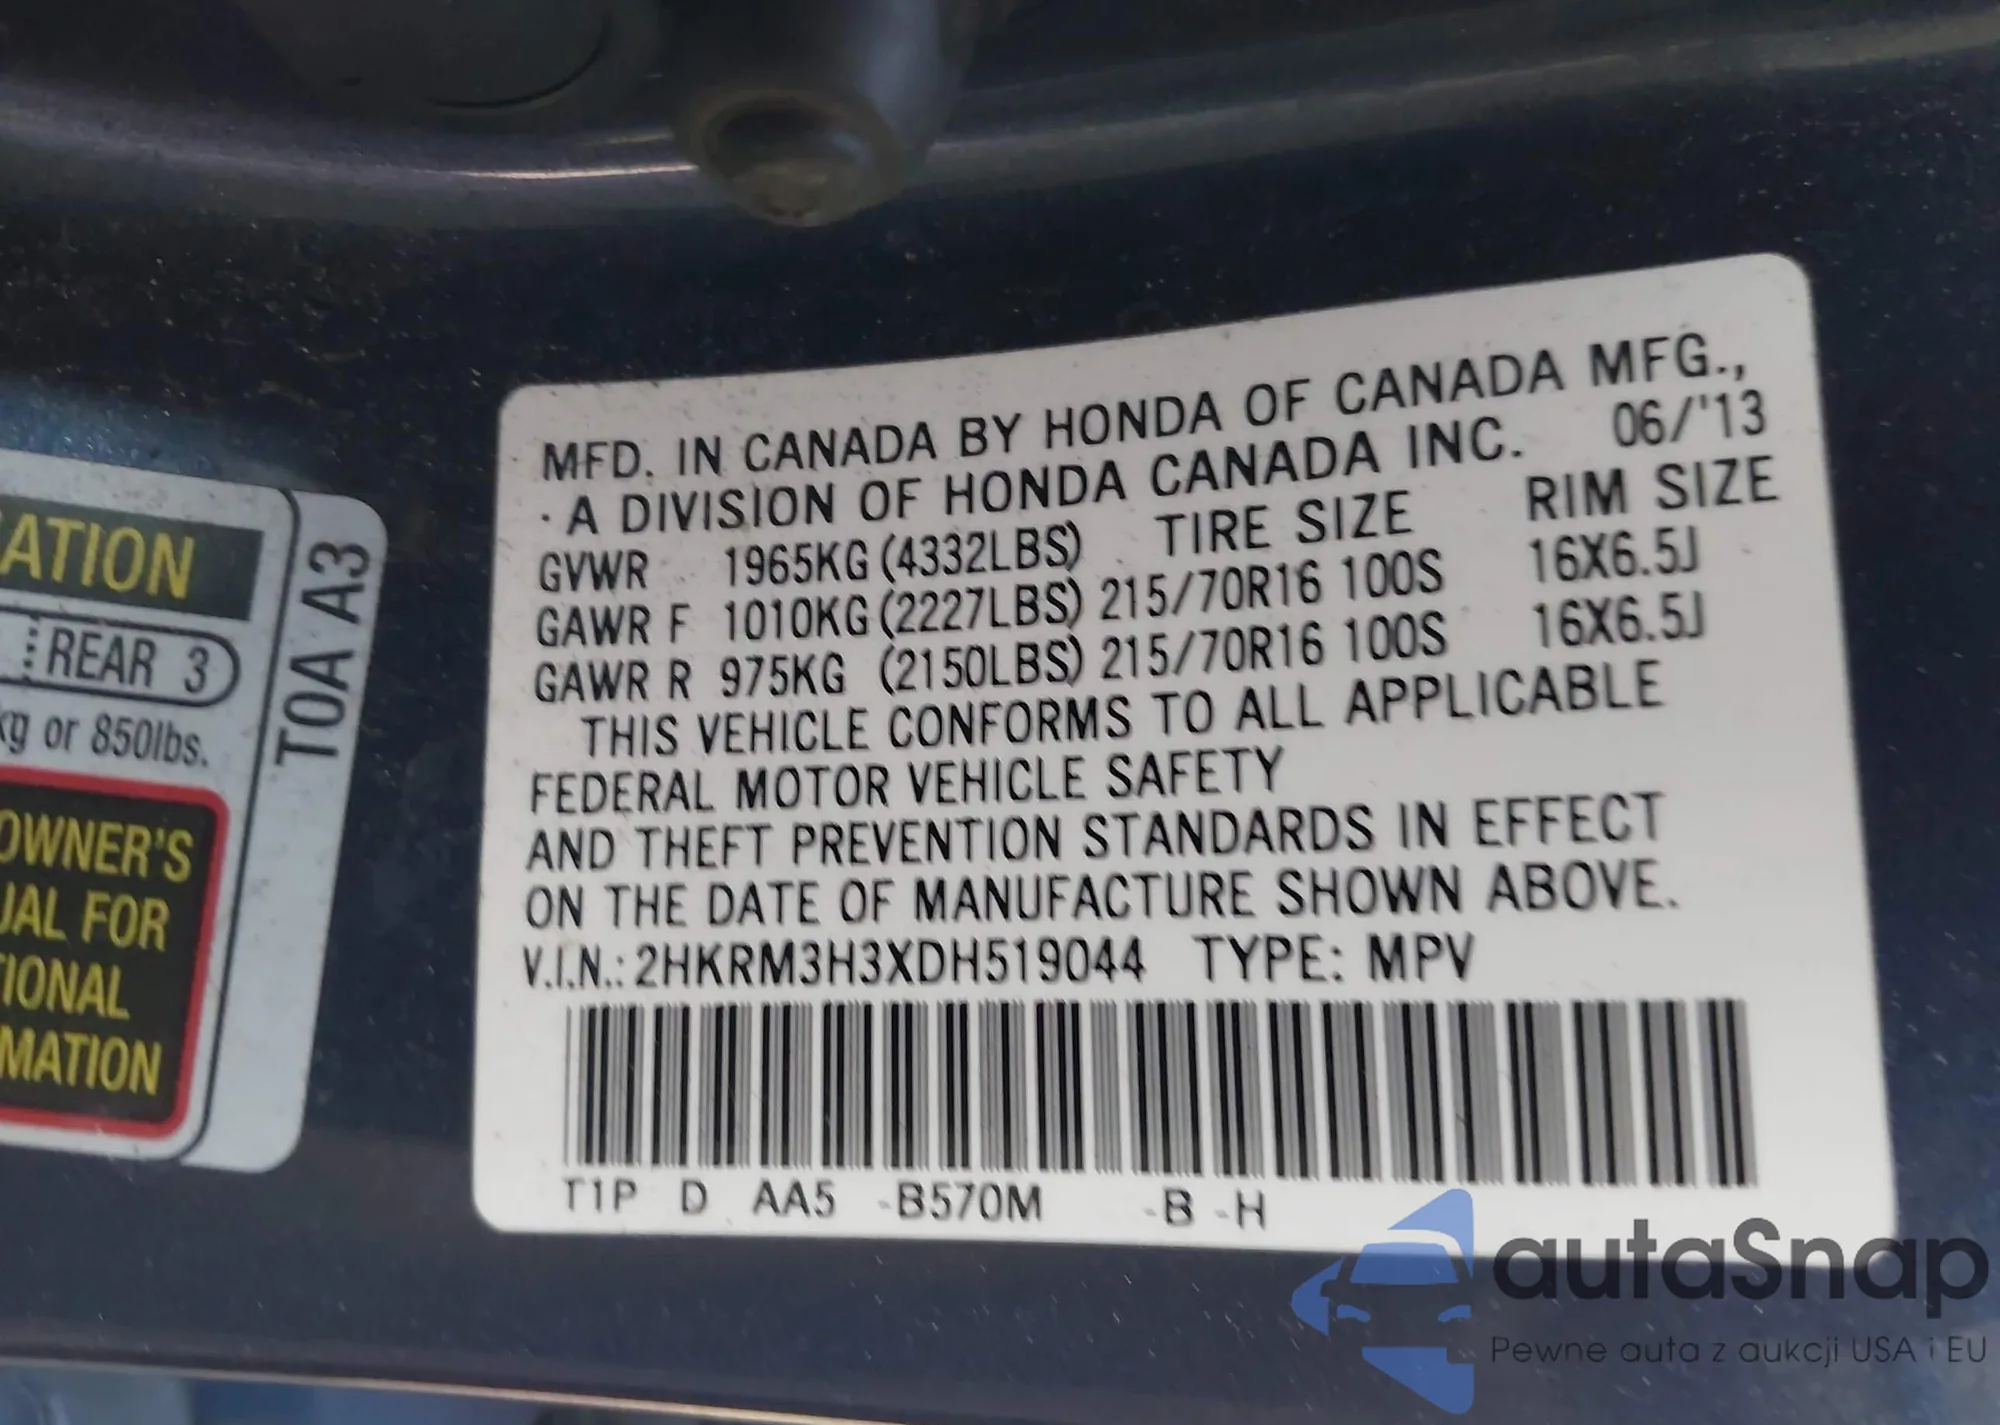 ATION
REAR 3
kg or 850lbs.
OWNER'S
UAL FOR
TIONAL
MATION
T0A A3
MFD. IN CANADA BY HONDA OF CANADA MFG.,
· A DIVISION OF HONDA CANADA INC. 06/'13
GVWR 1965KG (4332LBS) TIRE SIZE RIM SIZE
GAWR F 1010KG (2227LBS) 215/70R16 100S 16X6.5J
GAWR R 975KG (2150LBS) 215/70R16 100S 16X6.5J
THIS VEHICLE CONFORMS TO ALL APPLICABLE
FEDERAL MOTOR VEHICLE SAFETY
AND THEFT PREVENTION STANDARDS IN EFFECT
ON THE DATE OF MANUFACTURE SHOWN ABOVE.
V.I.N.: 2HKRM3H3XDH519044 TYPE: MPV
T1P D AA5 -B570M -B -H
autaSnap
Pewne auta z aukcji USA i EU